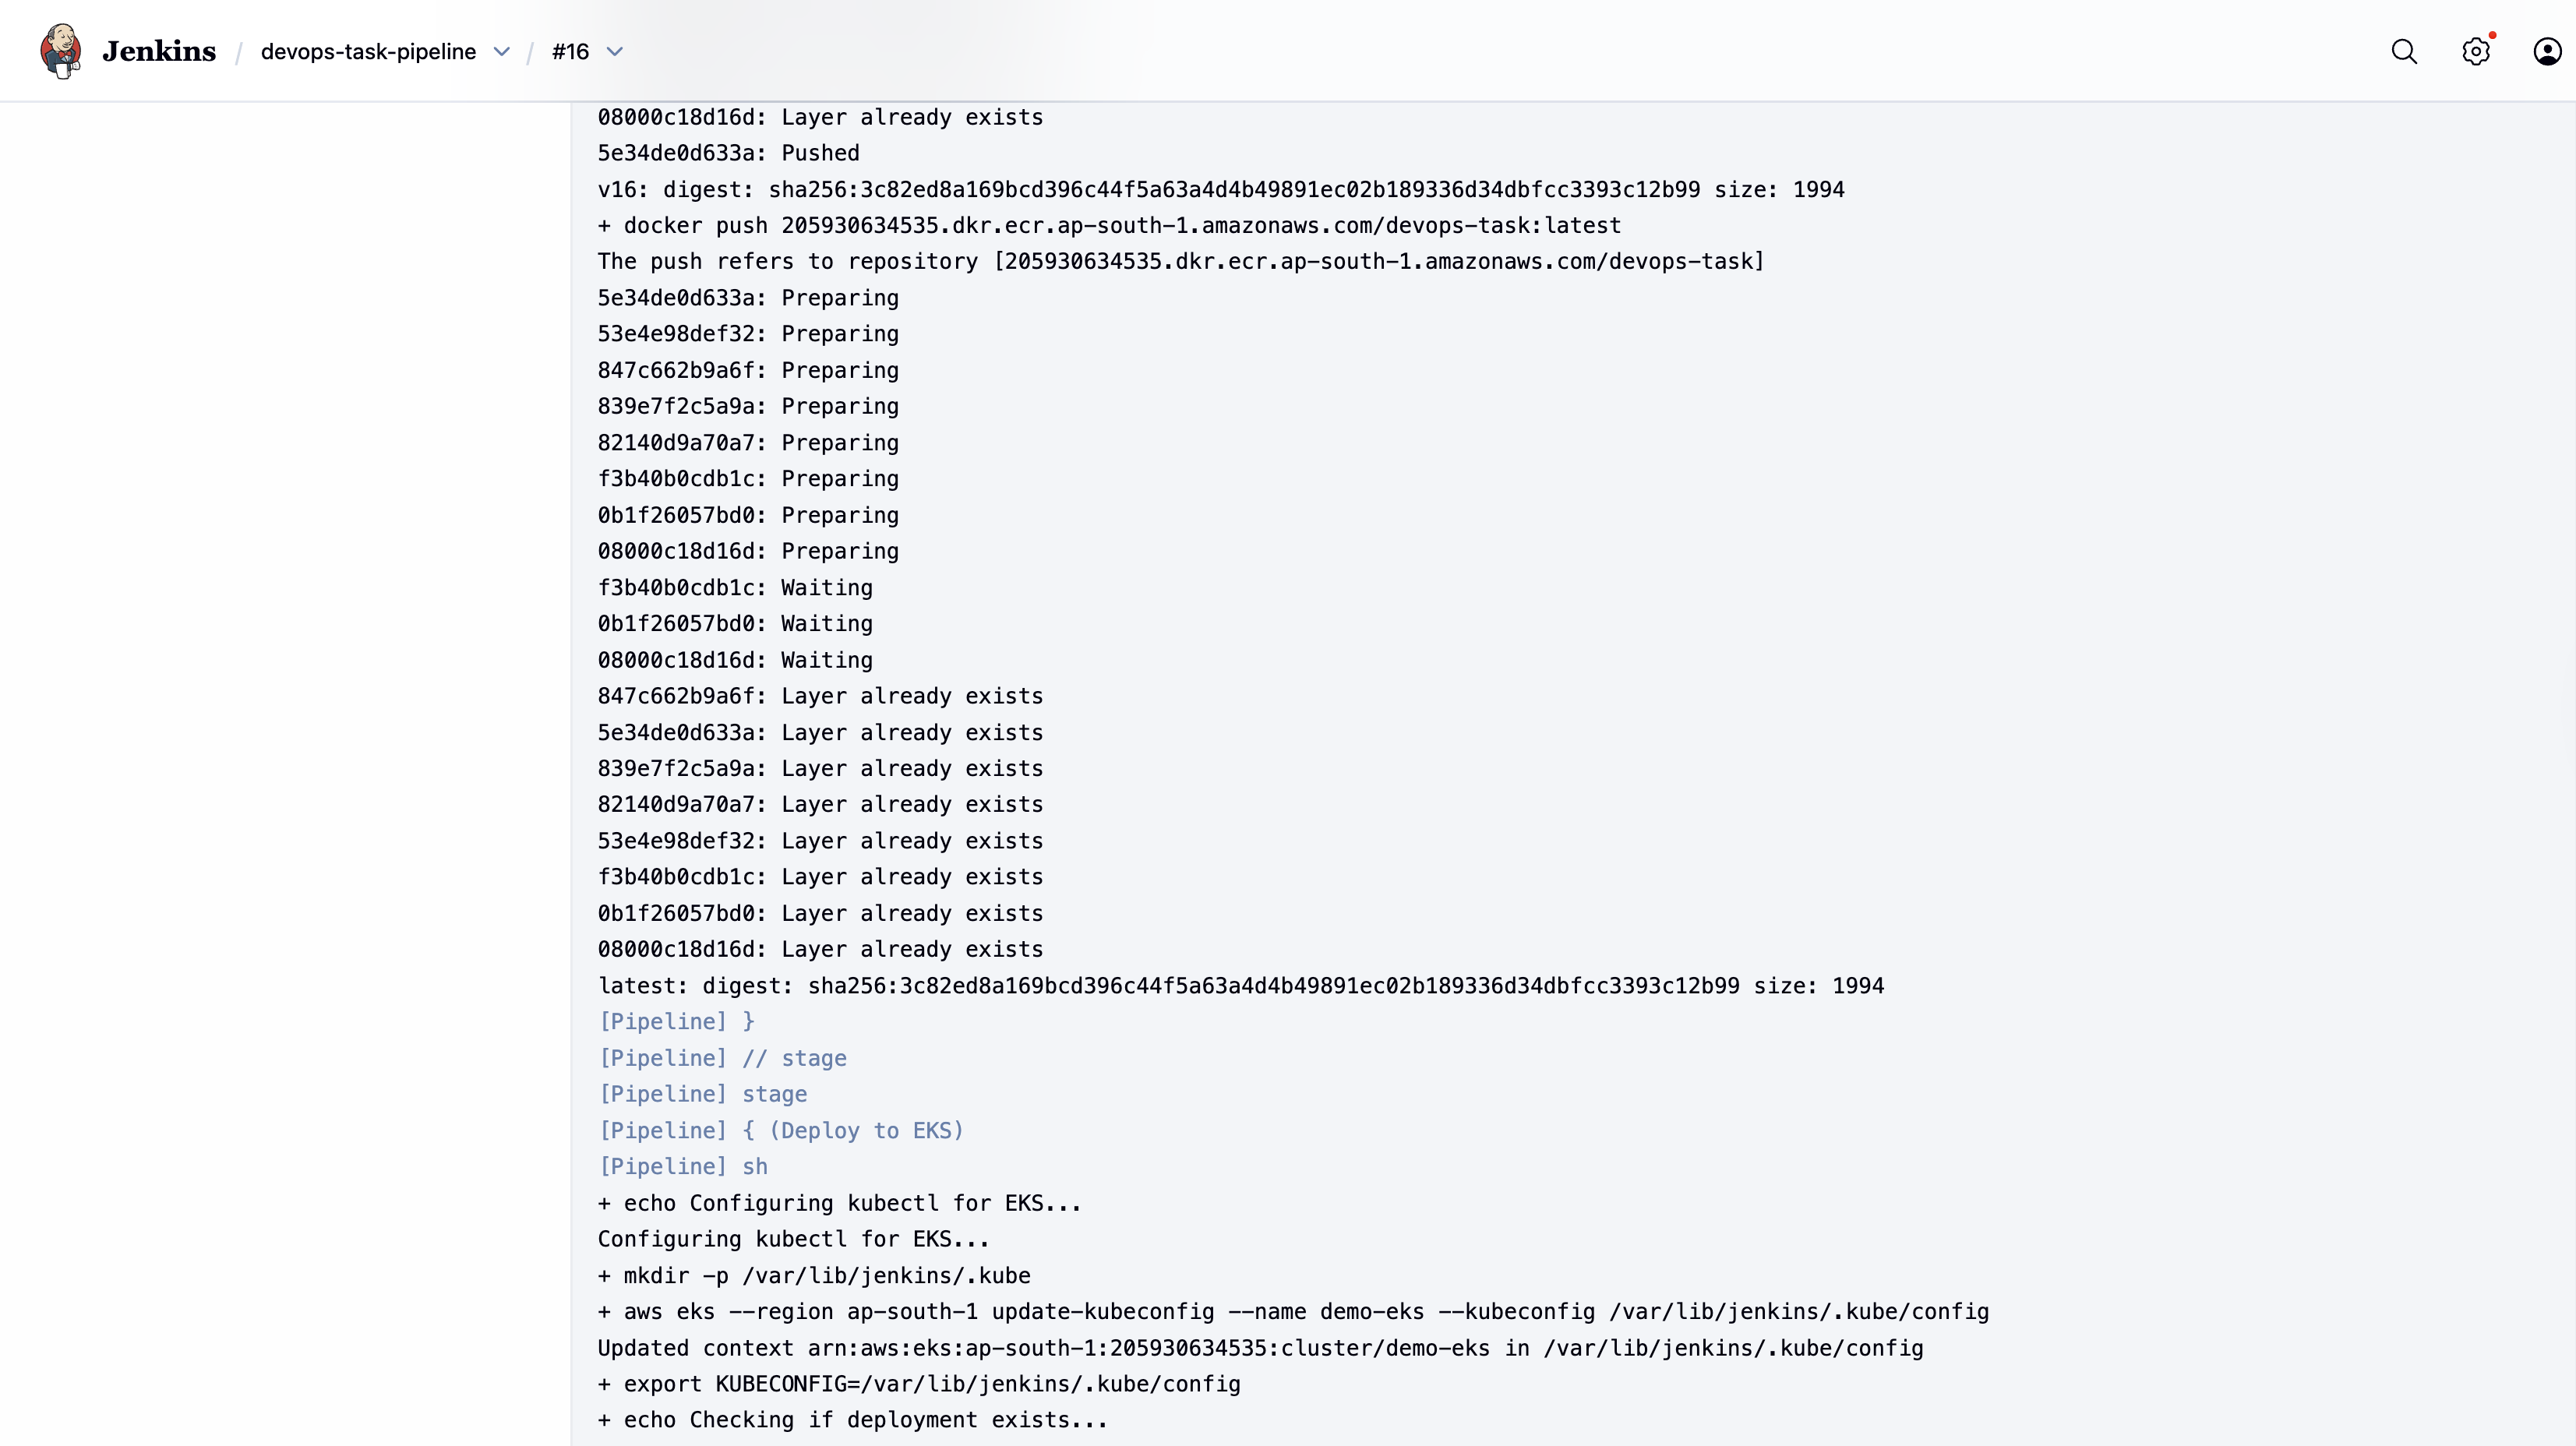 Jenkins / devops-task-pipeline / #16
08000c18d16d: Layer already exists
5e34de0d633a: Pushed
v16: digest: sha256:3c82ed8a169bcd396c44f5a63a4d4b49891ec02b189336d34dbfcc3393c12b99 size: 1994
+ docker push 205930634535.dkr.ecr.ap-south-1.amazonaws.com/devops-task:latest
The push refers to repository [205930634535.dkr.ecr.ap-south-1.amazonaws.com/devops-task]
5e34de0d633a: Preparing
53e4e98def32: Preparing
847c662b9a6f: Preparing
839e7f2c5a9a: Preparing
82140d9a70a7: Preparing
f3b40b0cdb1c: Preparing
0b1f26057bd0: Preparing
08000c18d16d: Preparing
f3b40b0cdb1c: Waiting
0b1f26057bd0: Waiting
08000c18d16d: Waiting
847c662b9a6f: Layer already exists
5e34de0d633a: Layer already exists
839e7f2c5a9a: Layer already exists
82140d9a70a7: Layer already exists
53e4e98def32: Layer already exists
f3b40b0cdb1c: Layer already exists
0b1f26057bd0: Layer already exists
08000c18d16d: Layer already exists
latest: digest: sha256:3c82ed8a169bcd396c44f5a63a4d4b49891ec02b189336d34dbfcc3393c12b99 size: 1994
[Pipeline] }
[Pipeline] // stage
[Pipeline] stage
[Pipeline] { (Deploy to EKS)
[Pipeline] sh
+ echo Configuring kubectl for EKS...
Configuring kubectl for EKS...
+ mkdir -p /var/lib/jenkins/.kube
+ aws eks --region ap-south-1 update-kubeconfig --name demo-eks --kubeconfig /var/lib/jenkins/.kube/config
Updated context arn:aws:eks:ap-south-1:205930634535:cluster/demo-eks in /var/lib/jenkins/.kube/config
+ export KUBECONFIG=/var/lib/jenkins/.kube/config
+ echo Checking if deployment exists...